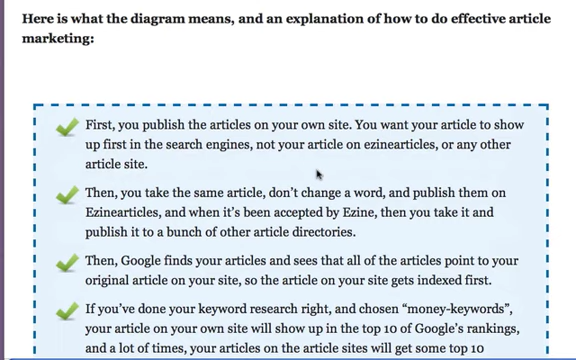 Here is what the diagram means, and an explanation of how to do effective article
marketing:
First, you publish the articles on your own site. You want your article to show
up first in the search engines, not your article on ezinearticles, or any other
article site.
Then, you take the same article, don't change a word, and publish them on
Ezinearticles, and when it's been accepted by Ezine, then you take it and
publish it to a bunch of other article directories.
Then, Google finds your articles and sees that all of the articles point to your
original article on your site, so the article on your site gets indexed first.
If you've done your keyword research right, and chosen “money-keywords”,
your article on your own site will show up in the top 10 of Google's rankings,
and a lot of times, your articles on the article sites will get some top 10